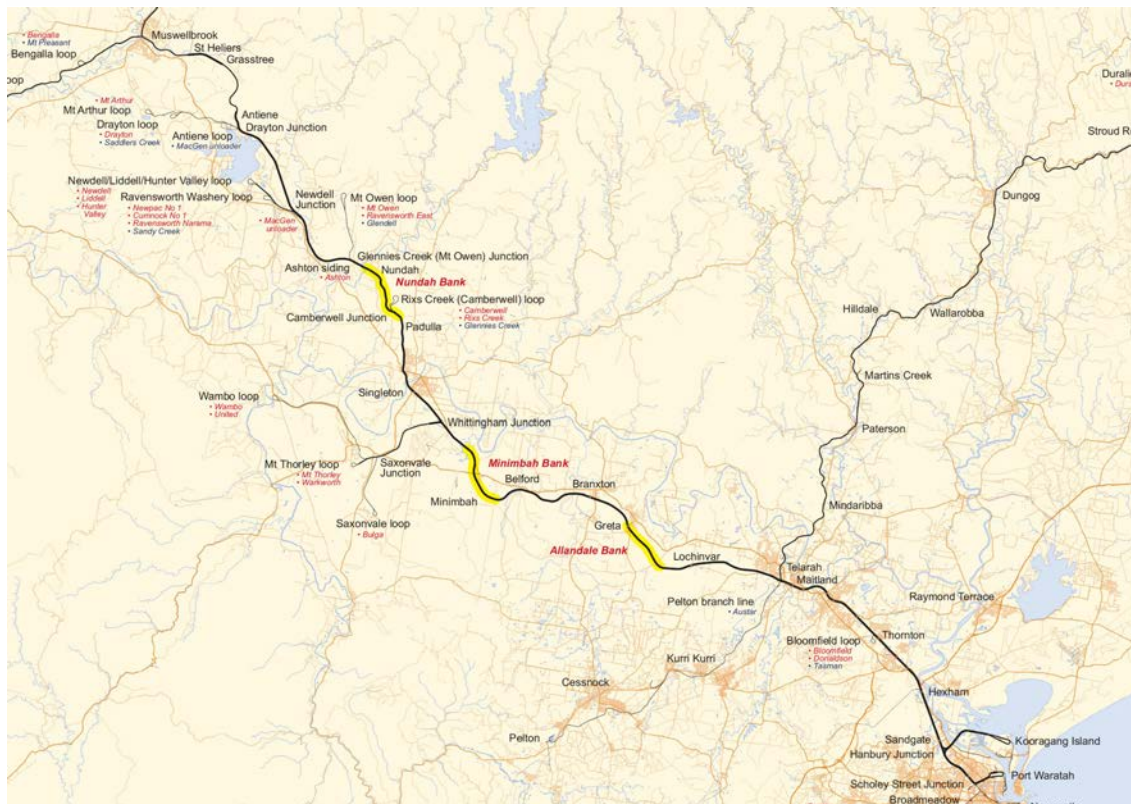 Muswellbrook
• Bengalla
• Mt Pleasant
Bengalla loop
St Heliers
Grasstree
oop
• Mt Arthur
Mt Arthur loop
Drayton loop
• Drayton
• Saddlers Creek
Antiene
Drayton Junction
Antiene loop
• MacGen unloader
Newdell/Liddell/Hunter Valley loop
• Newdell
• Liddell
• Hunter
Valley
Ravensworth Washery loop
• Newpac No 1
• Cumnock No 1
• Ravensworth Narama
• Sandy Creek
Newdell
Junction
• MacGen
unloader
Mt Owen loop
• Mt Owen
• Ravensworth East
• Glendell
Glennies Creek (Mt Owen) Junction
Ashton siding
• Ashton
Nundah
Nundah Bank
Rixs Creek (Camberwell) loop
• Camberwell
• Rixs Creek
• Glennies Creek
Camberwell Junction
Padulla
Singleton
Wambo loop
• Wambo
• United
Whittingham Junction
Mt Thorley loop
• Mt Thorley
• Warkworth
Saxonvale
Junction
Saxonvale loop
• Bulga
Minimbah Bank
Minimbah
Belford
Branxton
Greta
Allandale Bank
Lochinvar
Telarah
Maitland
Pelton branch line
• Austar
Kurri Kurri
Cessnock
Pelton
Bloomfield loop
• Bloomfield
• Donaldson
• Tasman
Thornton
Raymond Terrace
Hexham
Sandgate
Hanbury Junction
Kooragang Island
Scholey Street Junction
Port Waratah
Broadmeadow
Duralie
• Dura
Stroud R
Dungog
Wallarobba
Hilldale
Martins Creek
Paterson
Mindaribba